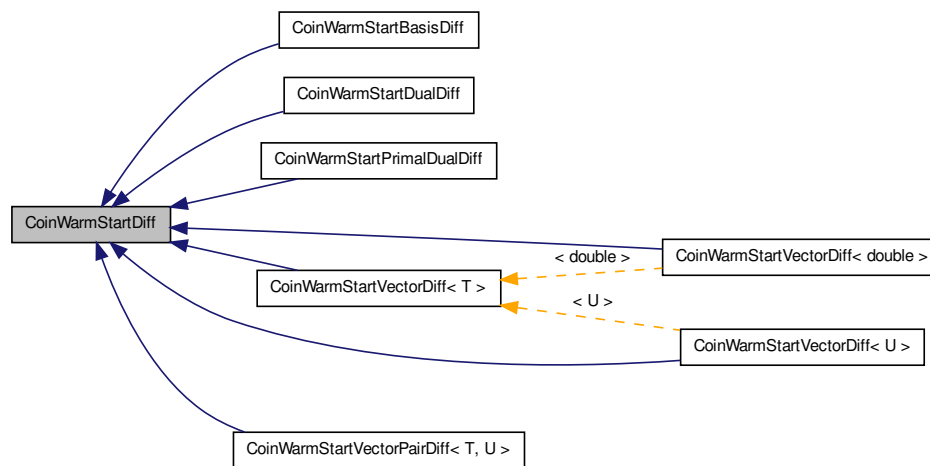 CoinWarmStartBasisDiff
CoinWarmStartDualDiff
CoinWarmStartPrimalDualDiff
CoinWarmStartDiff
CoinWarmStartVectorDiff< double >
< double >
CoinWarmStartVectorDiff< T >
< U >
CoinWarmStartVectorDiff< U >
CoinWarmStartVectorPairDiff< T, U >